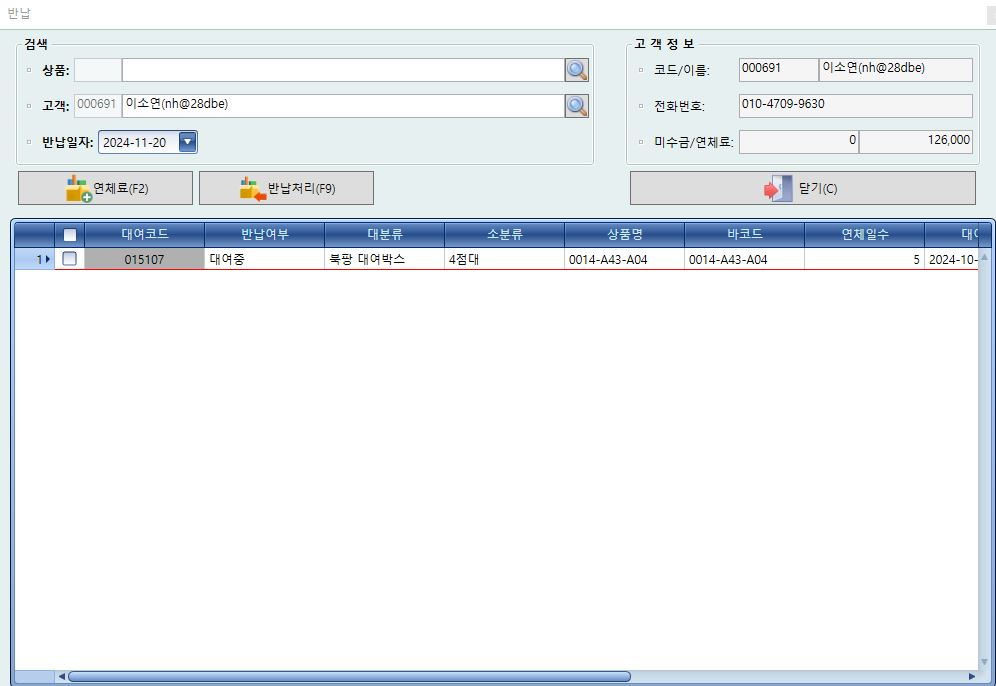 반납
검색
상품:
고객: 000691 이소연(nh@28dbe)
반납일자: 2024-11-20
고 객 정 보
코드/이름: 000691 이소연(nh@28dbe)
전화번호: 010-4709-9630
미수금/연체료: 0 126,000
연체료(F2) 반납처리(F9) 닫기(C)
대여코드 반납여부 대분류 소분류 상품명 바코드 연체일수
1 015107 대여중 북팡 대여박스 4점대 0014-A43-A04 0014-A43-A04 5 2024-10-